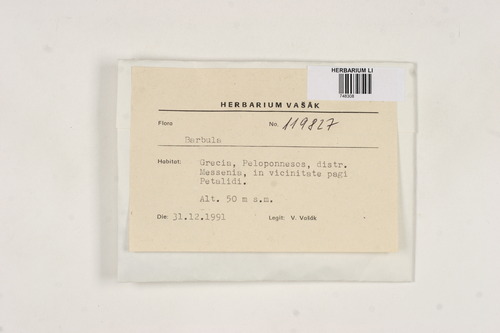 HERBARIUM LI
748308
HERBARIUM VAŠÁK
Flora No. 119827
Barbula
Habitat: Grecia, Peloponnesos, distr.
Messenia, in vicinitate pagi
Petalidi.
Alt. 50 m s.m.
Die: 31.12.1991 Legit: V. Vašák